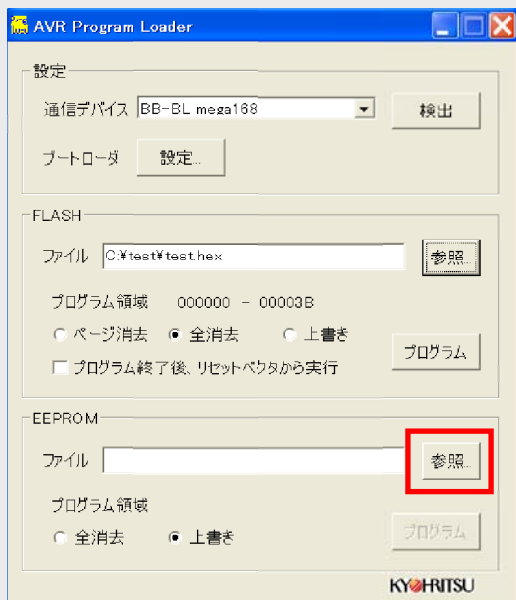 AVR Program Loader
設定
通信デバイス BB-BL mega168 検出
ブートローダ 設定...
FLASH
ファイル C:¥test¥test.hex 参照...
プログラム領域 000000 - 00003B
ページ消去 全消去 上書き
プログラム
プログラム終了後、リセットベクタから実行
EEPROM
ファイル 参照...
プログラム領域
全消去 上書き
プログラム
KYOHRITSU